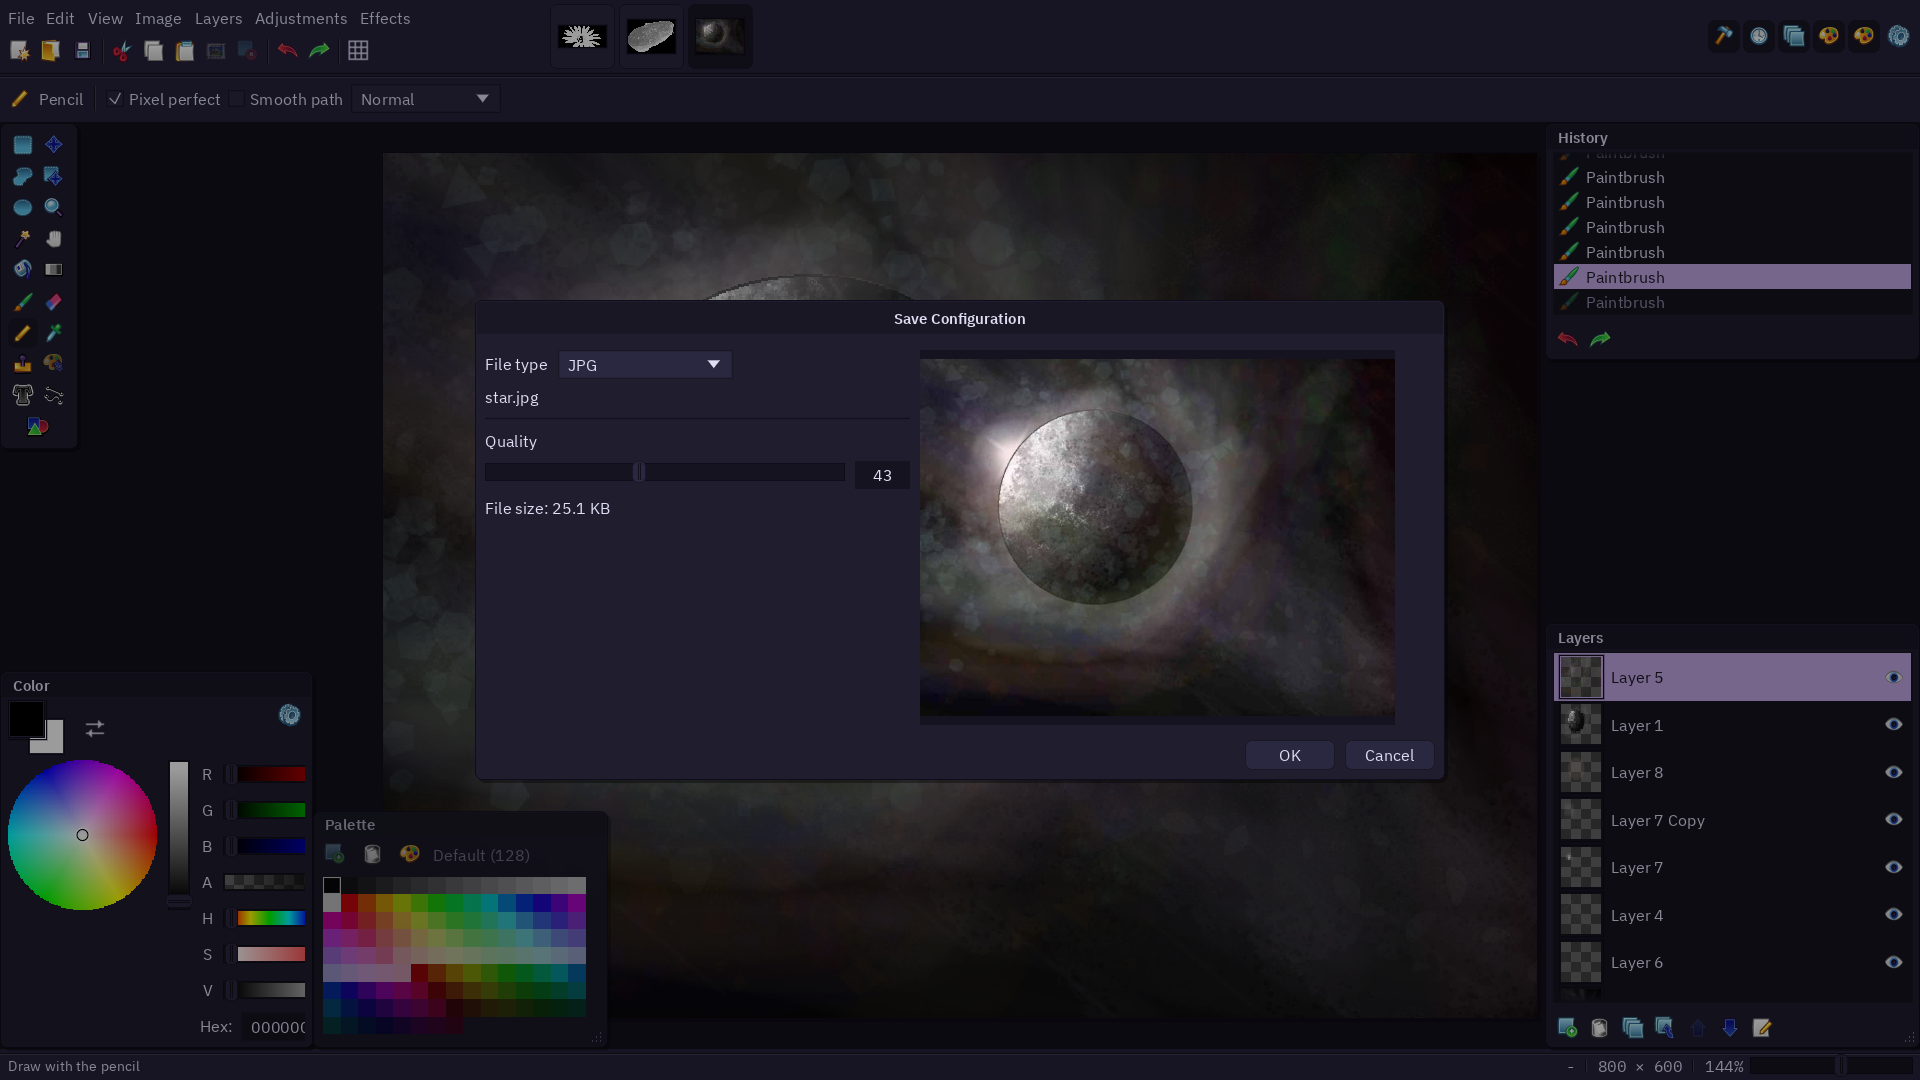 File Edit View Image Layers Adjustments Effects
Pencil Pixel perfect Smooth path Normal
History
Paintbrush
Paintbrush
Paintbrush
Paintbrush
Paintbrush
Paintbrush
Paintbrush
Save Configuration
File type JPG
star.jpg
Quality
43
File size: 25.1 KB
OK Cancel
Layers
Layer 5
Layer 1
Layer 8
Layer 7 Copy
Layer 7
Layer 4
Layer 6
Color
R
G
B
A
H
S
V
Hex: 000000
Palette
Default (128)
Draw with the pencil
- 800 × 600 144%